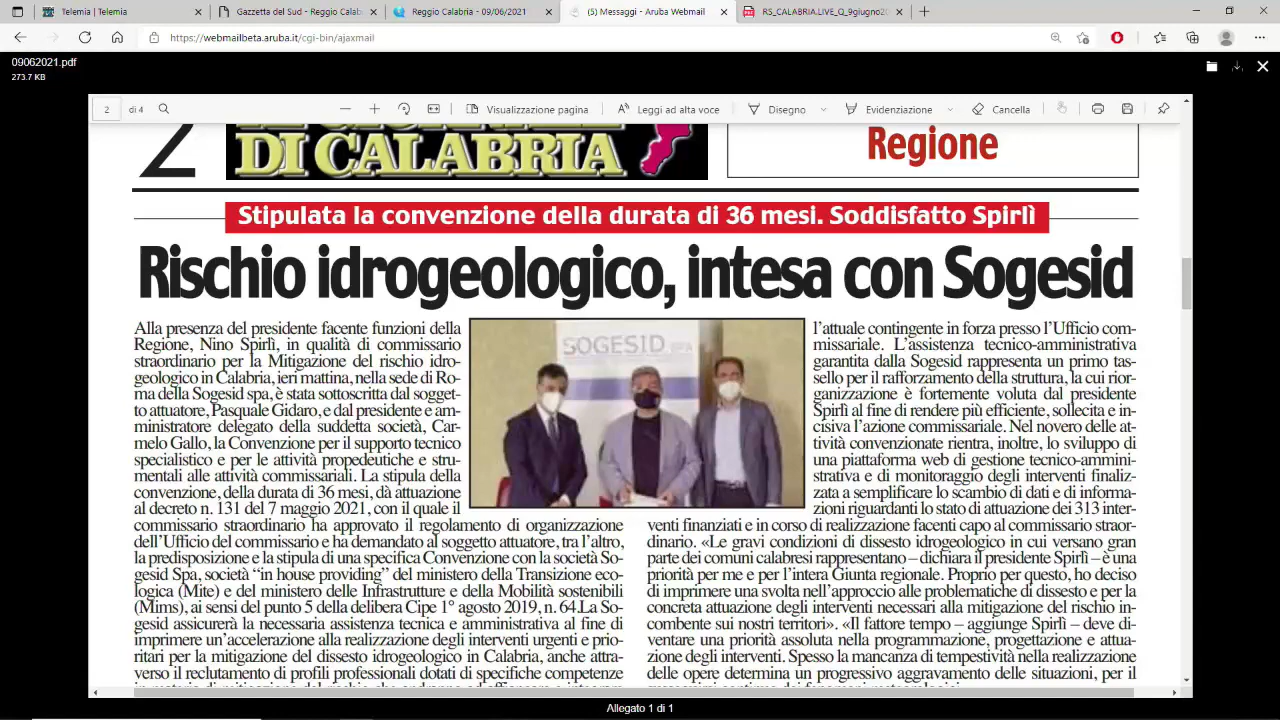 Telemia | Telemia
Gazzetta del Sud - Reggio Calab
Reggio Calabria - 09/06/2021
(5) Messaggi - Aruba Webmail
RS_CALABRIA.LIVE_Q_9giugno20
https://webmailbeta.aruba.it/cgi-bin/ajaxmail
09062021.pdf
273.7 KB
2 di 4
Visualizzazione pagina
Leggi ad alta voce
Disegno
Evidenziazione
Cancella
2
DI CALABRIA
Regione
Stipulata la convenzione della durata di 36 mesi. Soddisfatto Spirlì
Rischio idrogeologico, intesa con Sogesid
Alla presenza del presidente facente funzioni della
Regione, Nino Spirlì, in qualità di commissario
straordinario per la Mitigazione del rischio idro-
geologico in Calabria, ieri mattina, nella sede di Ro-
ma della Sogesid spa, è stata sottoscritta dal sogget-
to attuatore, Pasquale Gidaro, e dal presidente e am-
ministratore delegato della suddetta società, Car-
melo Gallo, la Convenzione per il supporto tecnico
specialistico e per le attività propedeutiche e stru-
mentali alle attività commissariali. La stipula della
convenzione, della durata di 36 mesi, dà attuazione
al decreto n. 131 del 7 maggio 2021, con il quale il
commissario straordinario ha approvato il regolamento di organizzazione
dell'Ufficio del commissario e ha demandato al soggetto attuatore, tra l'altro,
la predisposizione e la stipula di una specifica Convenzione con la società So-
gesid Spa, società "in house providing" del ministero della Transizione eco-
logica (Mite) e del ministero delle Infrastrutture e della Mobilità sostenibili
(Mims), ai sensi del punto 5 della delibera Cipe 1° agosto 2019, n. 64.La So-
gesid assicurerà la necessaria assistenza tecnica e amministrativa al fine di
imprimere un'accelerazione alla realizzazione degli interventi urgenti e prio-
ritari per la mitigazione del dissesto idrogeologico in Calabria, anche attra-
verso il reclutamento di profili professionali dotati di specifiche competenze
SOGESID SPA
l'attuale contingente in forza presso l'Ufficio com-
missariale. L'assistenza tecnico-amministrativa
garantita dalla Sogesid rappresenta un primo tas-
sello per il rafforzamento della struttura, la cui rior-
ganizzazione è fortemente voluta dal presidente
Spirlì al fine di rendere più efficiente, sollecita e in-
cisiva l'azione commissariale. Nel novero delle at-
tività convenzionate rientra, inoltre, lo sviluppo di
una piattaforma web di gestione tecnico-ammini-
strativa e di monitoraggio degli interventi finaliz-
zata a semplificare lo scambio di dati e di informa-
zioni riguardanti lo stato di attuazione dei 313 inter-
venti finanziati e in corso di realizzazione facenti capo al commissario straor-
dinario. «Le gravi condizioni di dissesto idrogeologico in cui versano gran
parte dei comuni calabresi rappresentano – dichiara il presidente Spirlì – è una
priorità per me e per l'intera Giunta regionale. Proprio per questo, ho deciso
di imprimere una svolta nell'approccio alle problematiche di dissesto e per la
concreta attuazione degli interventi necessari alla mitigazione del rischio in-
combente sui nostri territori». «Il fattore tempo – aggiunge Spirlì – deve di-
ventare una priorità assoluta nella programmazione, progettazione e attua-
zione degli interventi. Spesso la mancanza di tempestività nella realizzazione
delle opere determina un progressivo aggravamento delle situazioni, per il
Allegato 1 di 1